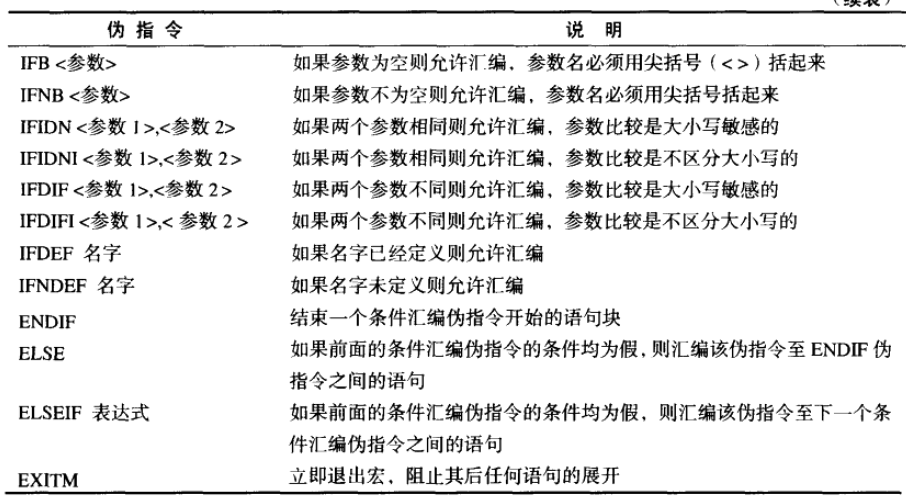 （续表）
伪 指 令 说 明
IFB <参数> 如果参数为空则允许汇编，参数名必须用尖括号（< >）括起来
IFNB <参数> 如果参数不为空则允许汇编，参数名必须用尖括号括起来
IFIDN <参数 1>,<参数 2> 如果两个参数相同则允许汇编，参数比较是大小写敏感的
IFIDNI <参数 1>,<参数 2> 如果两个参数相同则允许汇编，参数比较是不区分大小写的
IFDIF <参数 1>,<参数 2> 如果两个参数不同则允许汇编，参数比较是大小写敏感的
IFDIFI <参数 1>,< 参数 2 > 如果两个参数不同则允许汇编，参数比较是不区分大小写的
IFDEF 名字 如果名字已经定义则允许汇编
IFNDEF 名字 如果名字未定义则允许汇编
ENDIF 结束一个条件汇编伪指令开始的语句块
ELSE 如果前面的条件汇编伪指令的条件均为假，则汇编该伪指令至 ENDIF 伪
指令之间的语句
ELSEIF 表达式 如果前面的条件汇编伪指令的条件均为假，则汇编该伪指令至下一个条
件汇编伪指令之间的语句
EXITM 立即退出宏，阻止其后任何语句的展开